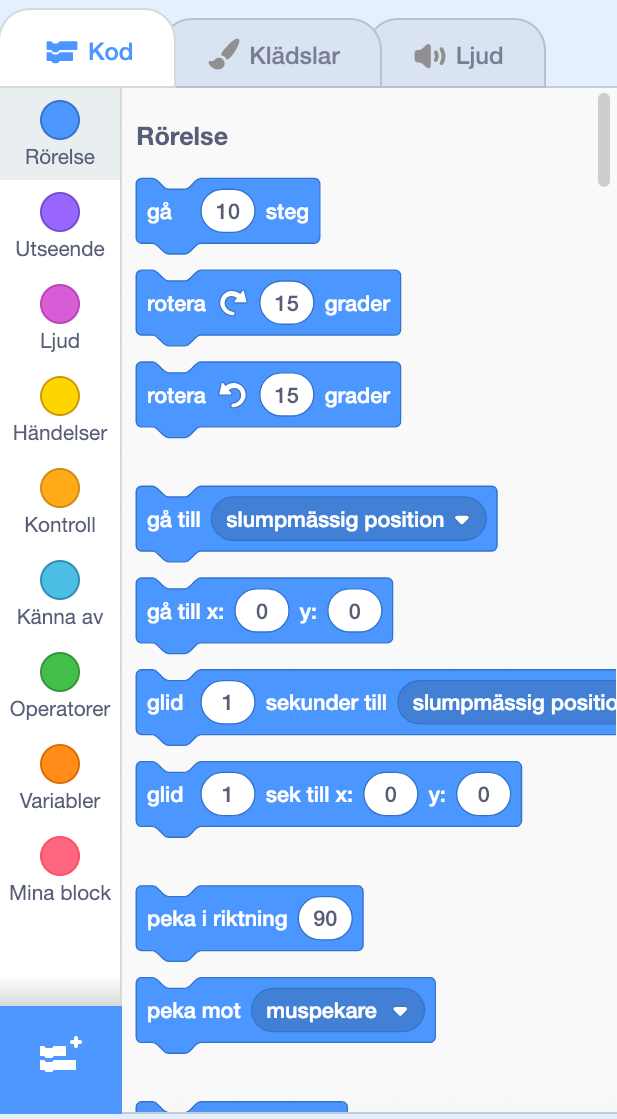 Kod
Klädslar
Ljud
Rörelse
Utseende
Ljud
Händelser
Kontroll
Känna av
Operatorer
Variabler
Mina block
Rörelse
gå 10 steg
rotera 15 grader
rotera 15 grader
gå till slumpmässig position
gå till x: 0 y: 0
glid 1 sekunder till slumpmässig positio
glid 1 sek till x: 0 y: 0
peka i riktning 90
peka mot muspekare